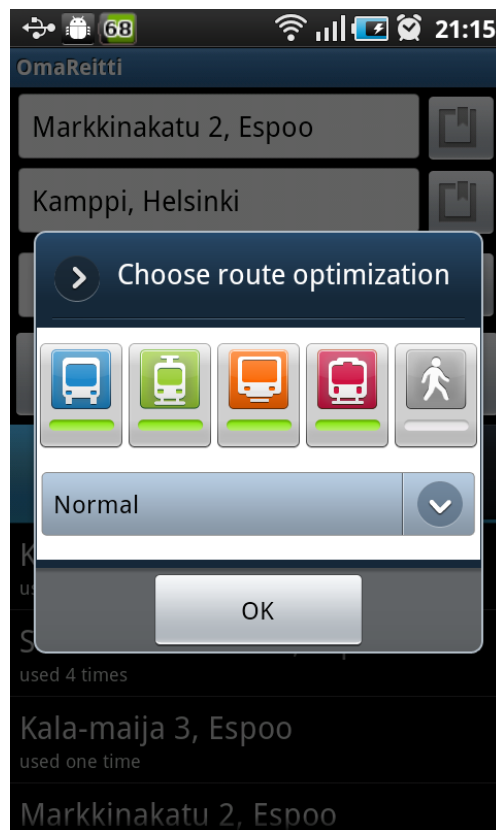 68 21:15
OmaReitti
Markkinakatu 2, Espoo
Kamppi, Helsinki
Choose route optimization
Normal
OK
used 4 times
Kala-maija 3, Espoo
used one time
Markkinakatu 2, Espoo